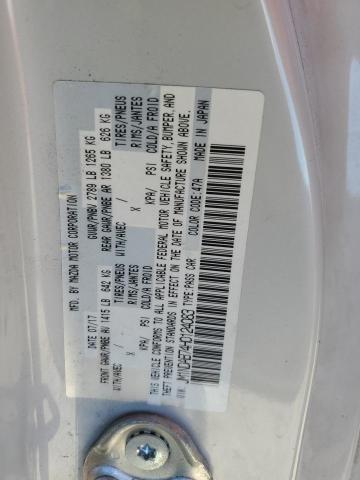 MFD. BY MAZDA MOTOR CORPORATION
DATE 07/17 GVWR/PNBV 2789 LB 1265 KG
FRONT GAWR/PNBE AV 1415 LB 642 KG REAR GAWR/PNBE AR 1380 LB 626 KG
WITH/AVEC TIRES/PNEUS WITH/AVEC TIRES/PNEUS
X RIMS/JANTES X RIMS/JANTES
KPA/ PSI COLD/A FROID KPA/ PSI COLD/A FROID
THIS VEHICLE CONFORMS TO ALL APPLICABLE FEDERAL MOTOR VEHICLE SAFETY, BUMPER, AND
THEFT PREVENTION STANDARDS IN EFFECT ON THE DATE OF MANUFACTURE SHOWN ABOVE.
VIN. JM1NDAB74H0124083 TYPE:PASS CAR COLOR CODE:47A MADE IN JAPAN